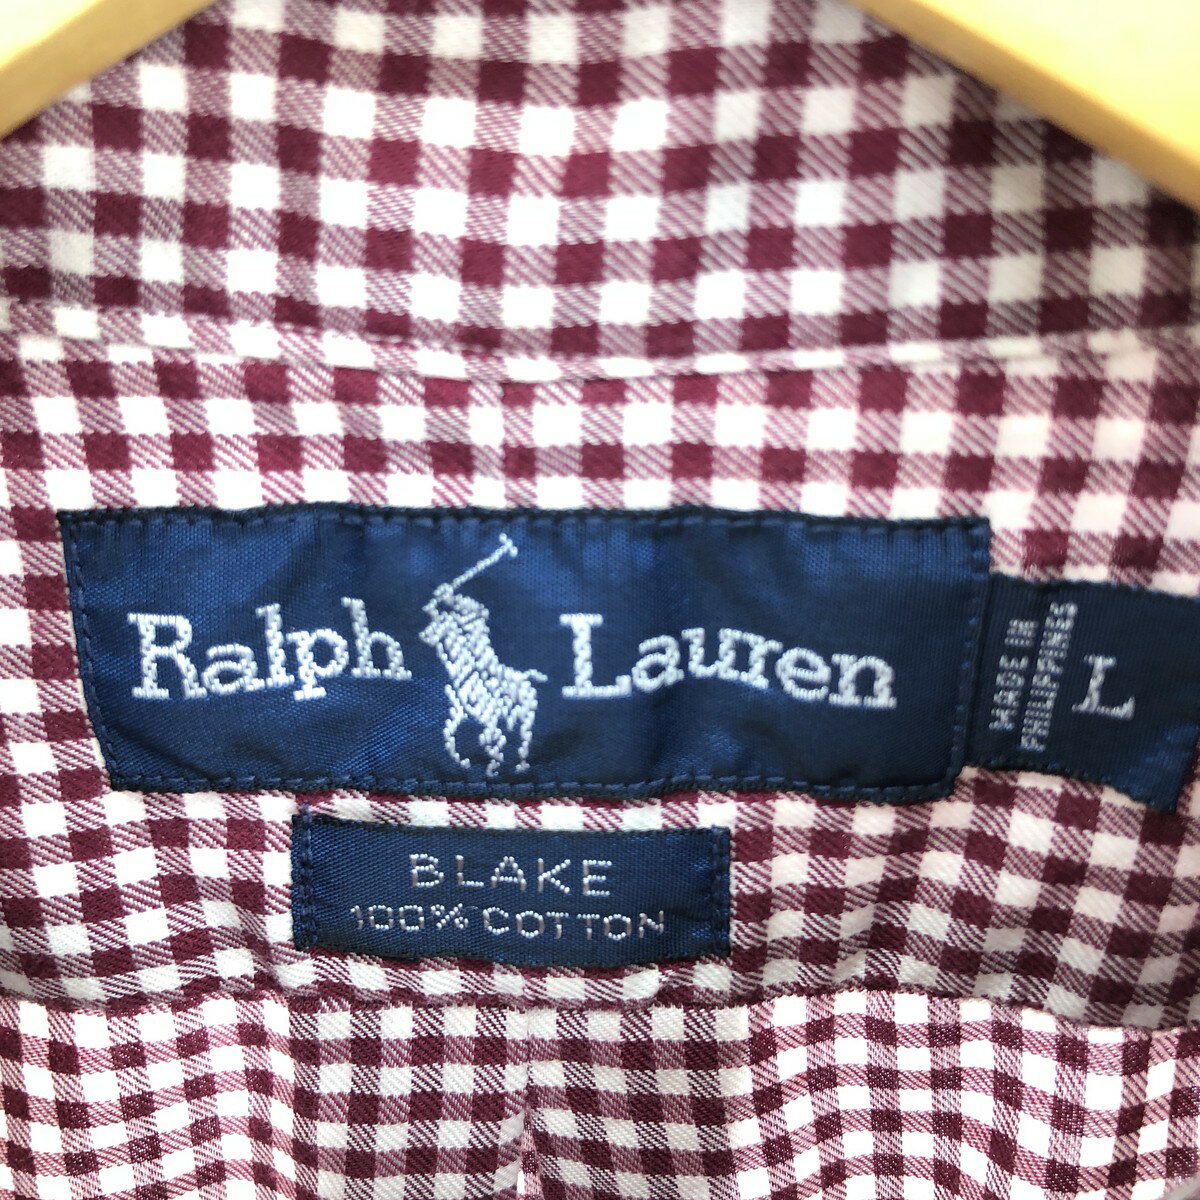 Ralph Lauren
MADE IN
PHILIPPINES
L
BLAKE
100% COTTON